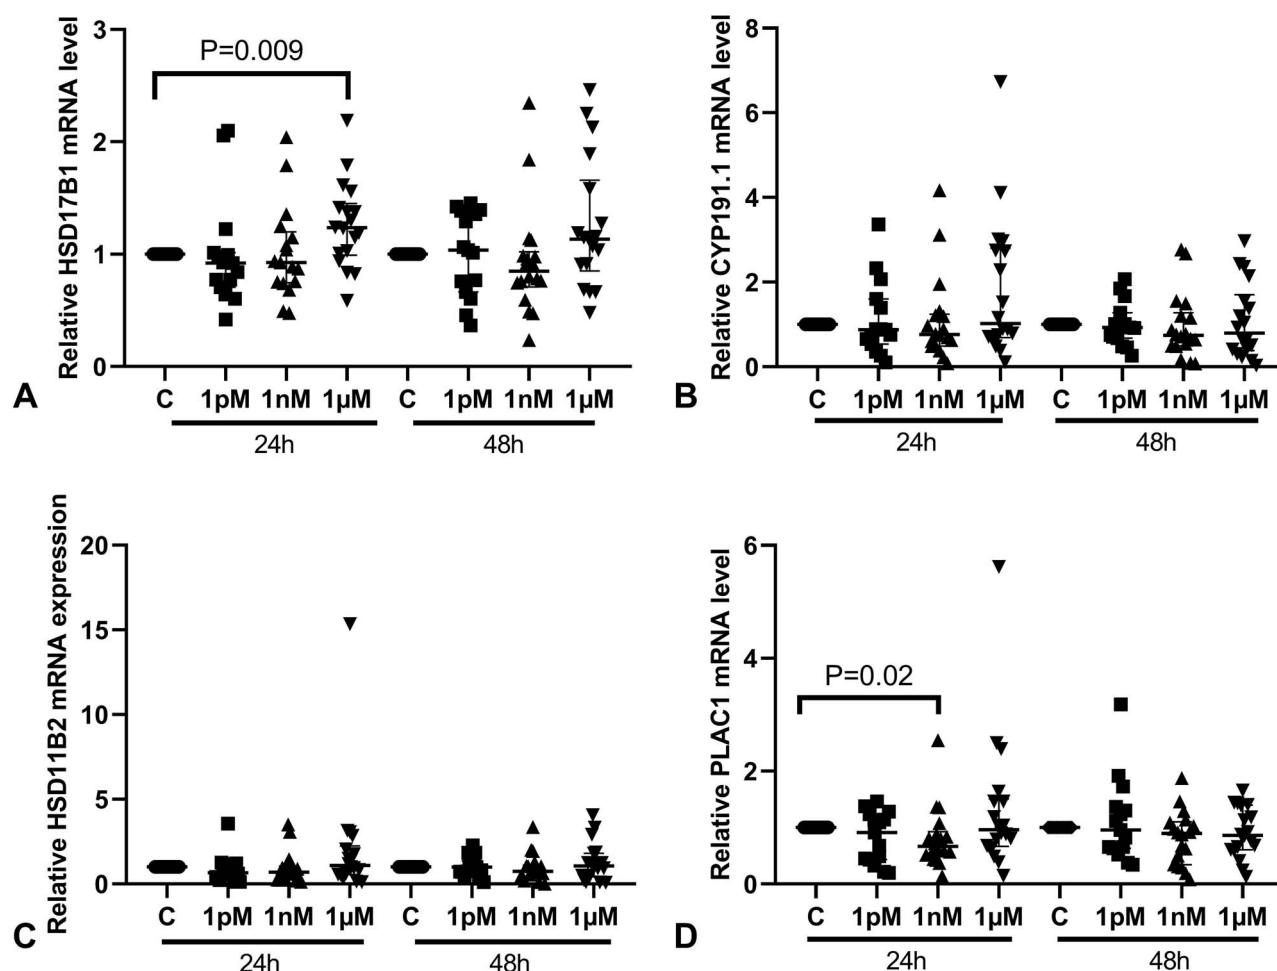 Relative HSD17B1 mRNA level
3
2
1
0
P=0.009
C 1pM 1nM 1µM C 1pM 1nM 1µM
24h 48h
A
Relative CYP191.1 mRNA level
8
6
4
2
0
C 1pM 1nM 1µM C 1pM 1nM 1µM
24h 48h
B
Relative HSD11B2 mRNA expression
20
15
10
5
0
C 1pM 1nM 1µM C 1pM 1nM 1µM
24h 48h
C
Relative PLAC1 mRNA level
6
4
2
0
P=0.02
C 1pM 1nM 1µM C 1pM 1nM 1µM
24h 48h
D